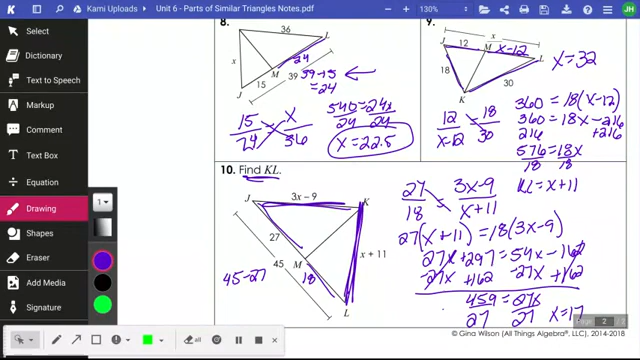 Kami Uploads ► Unit 6 - Parts of Similar Triangles Notes.pdf
JH
Select
Dictionary
Text to Speech
Markup
Comment
Text Box
Equation
Drawing
Shapes
Eraser
Add Media
Signature
1
8.
36
L
24
x
M
39
15
J
39-15
=24
15/24 = x/36
540=24x
24 24
x=22.5
9.
x
J
12
M
x-12
L
18
30
K
x=32
12/x-12 = 18/30
360=18(x-12)
360=18x-216
216 +216
576=18x
18 18
10. Find KL.
J
3x − 9
K
27
M
x + 11
45
18
L
45-27
KL=x+11
27/18 = 3x-9/x+11
27(x+11)=18(3x-9)
27x+297=54x-162
-27x+162 -27x+162
459=27x
27 27
x=17
Page 2 / 2
© Gina Wilson (All Things Algebra®, LLC), 2014-2018